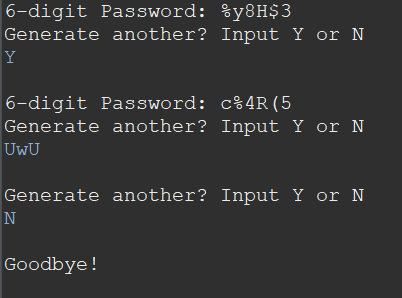 6-digit Password: %y8H$3
Generate another? Input Y or N
Y
6-digit Password: c%4R(5
Generate another? Input Y or N
UwU
Generate another? Input Y or N
N
Goodbye!